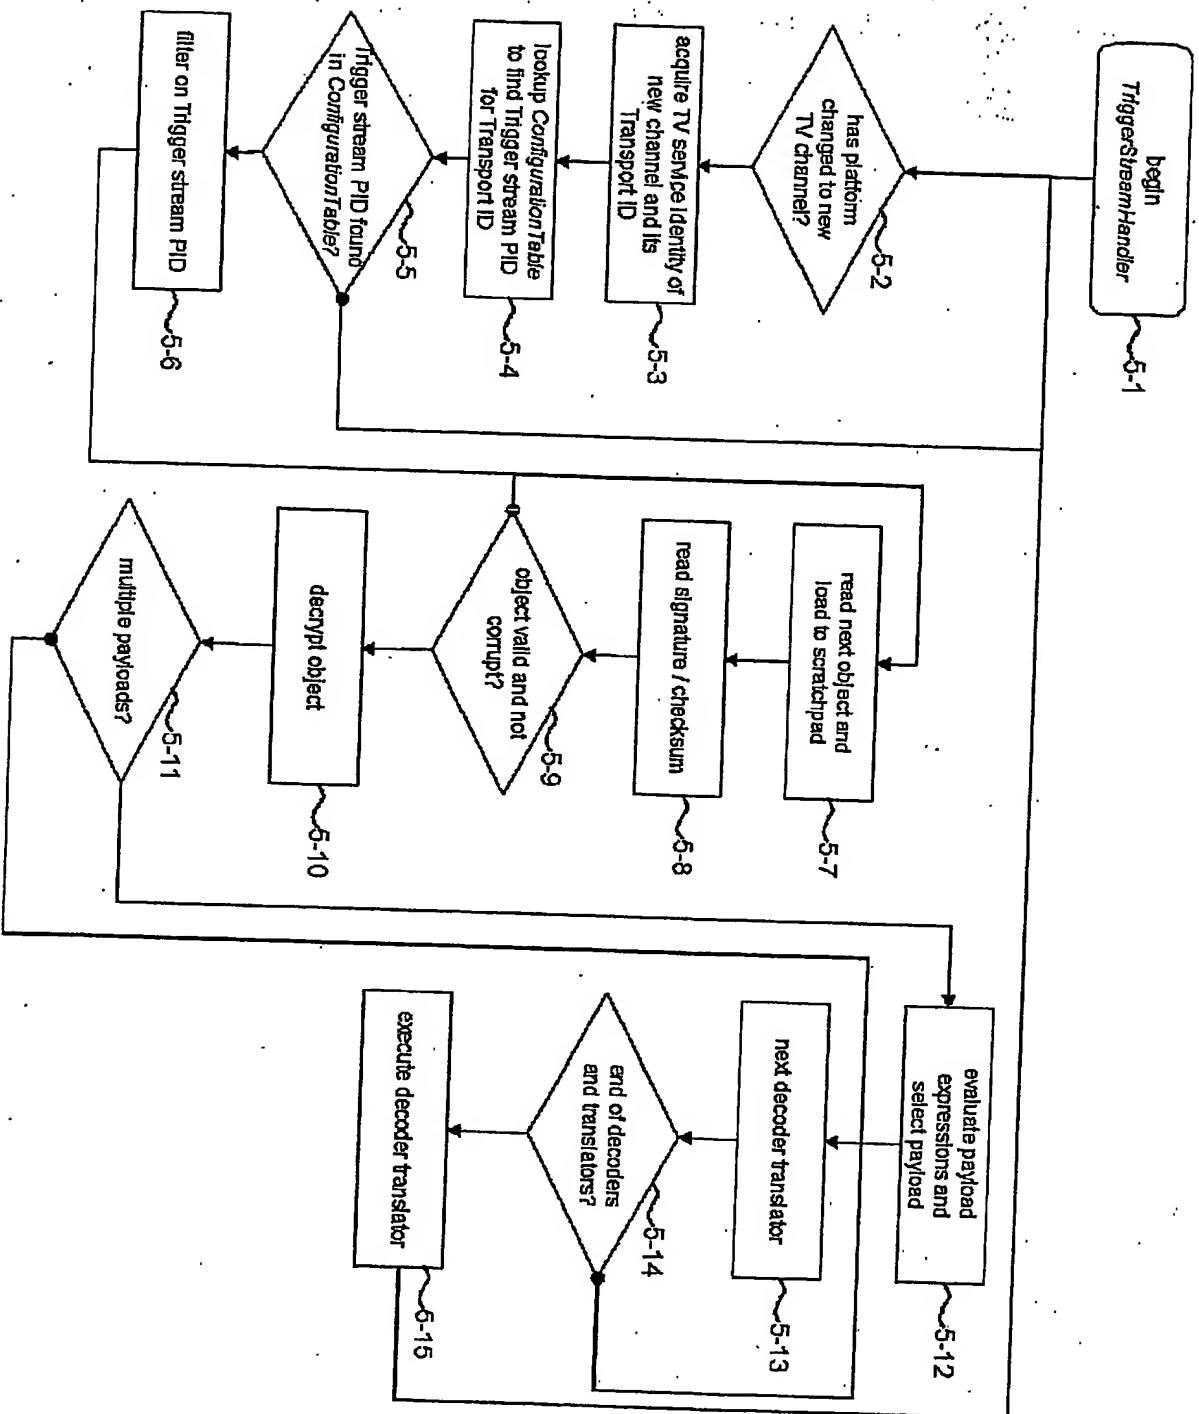 begin
TriggerStreamHandler
5-1
has platform
changed to new
TV channel?
5-2
acquire TV service identity of
new channel and its
Transport ID
5-3
lookup ConfigurationTable
to find Trigger stream PID
for Transport ID
5-4
Trigger stream PID found
in ConfigurationTable?
5-5
filter on Trigger stream PID
5-6
read next object and
load to scratchpad
5-7
read signature / checksum
5-8
object valid and not
corrupt?
5-9
decrypt object
5-10
multiple payloads?
5-11
evaluate payload
expressions and
select payload
5-12
next decoder translator
5-13
end of decoders
and translators?
5-14
execute decoder translator
5-15